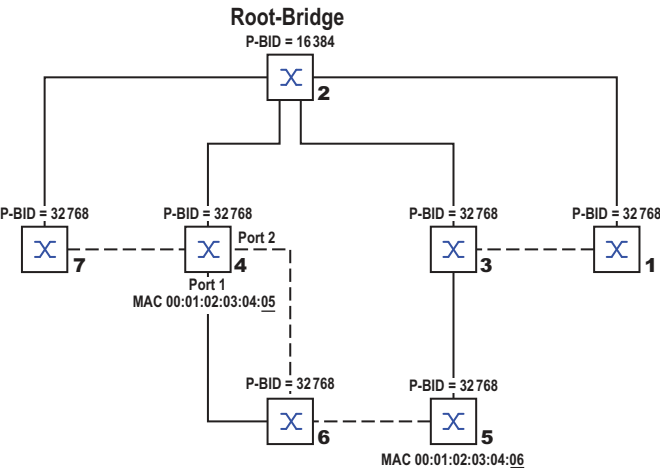 Root-Bridge
P-BID = 16384
2
P-BID = 32768
P-BID = 32768
P-BID = 32768
P-BID = 32768
7
4
Port 2
3
1
Port 1
MAC 00:01:02:03:04:05
P-BID = 32768
P-BID = 32768
6
5
MAC 00:01:02:03:04:06